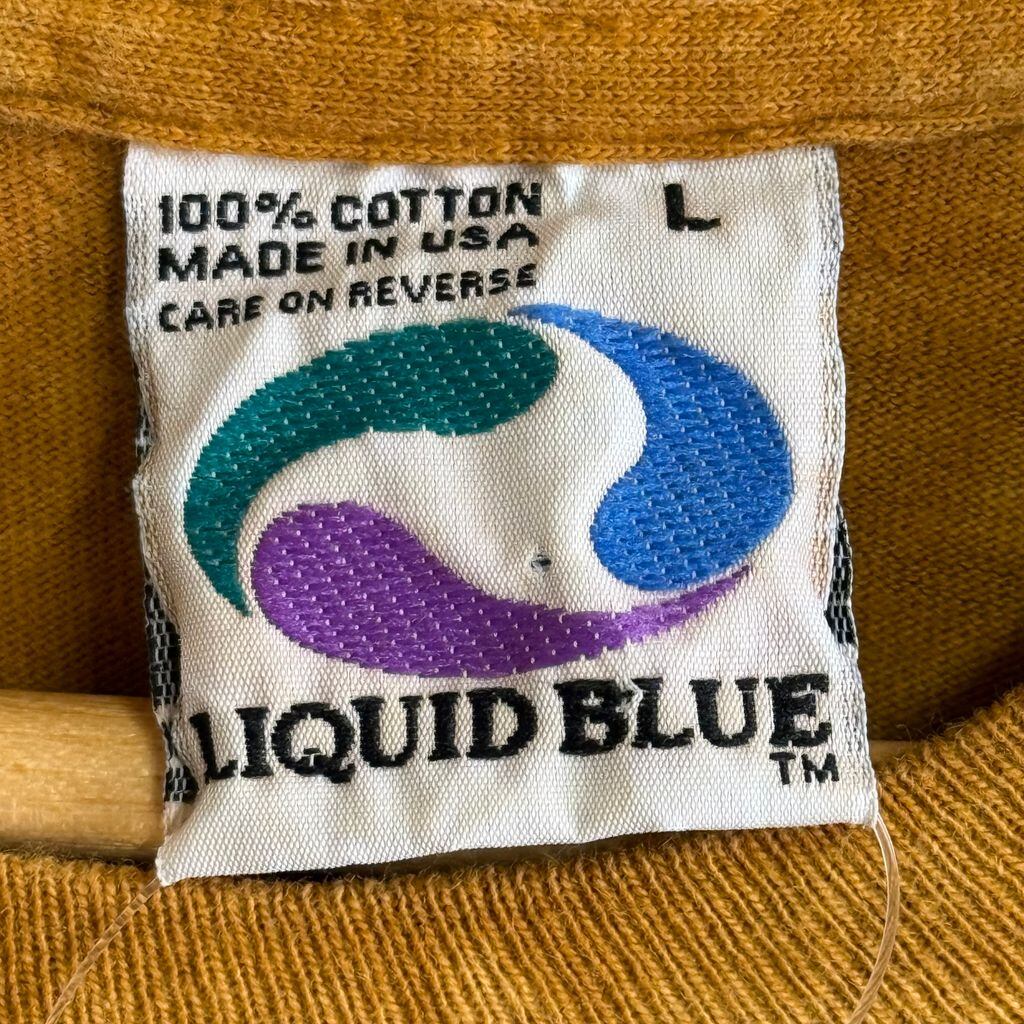 100% COTTON L
MADE IN USA
CARE ON REVERSE
LIQUID BLUE
TM